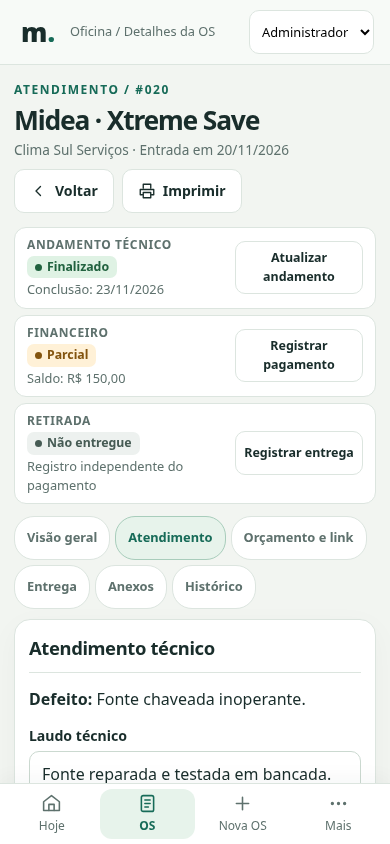 m.
Oficina / Detalhes da OS
Administrador
ATENDIMENTO / #020
Midea · Xtreme Save
Clima Sul Serviços · Entrada em 20/11/2026
Voltar
Imprimir
ANDAMENTO TÉCNICO
Finalizado
Conclusão: 23/11/2026
Atualizar
andamento
FINANCEIRO
Parcial
Saldo: R$ 150,00
Registrar
pagamento
RETIRADA
Não entregue
Registro independente do
pagamento
Registrar entrega
Visão geral
Atendimento
Orçamento e link
Entrega
Anexos
Histórico
Atendimento técnico
Defeito: Fonte chaveada inoperante.
Laudo técnico
Fonte reparada e testada em bancada.
Hoje
OS
Nova OS
Mais